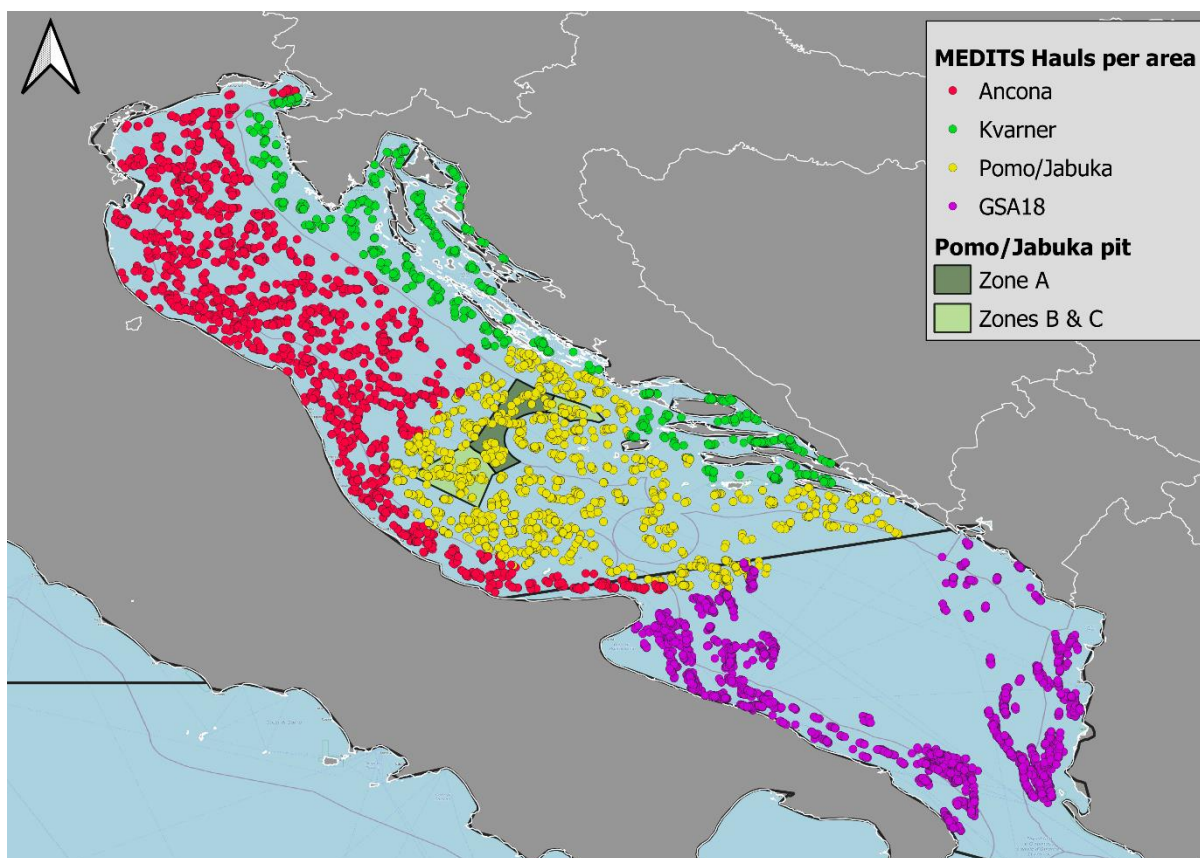 MEDITS Hauls per area
Ancona
Kvarner
Pomo/Jabuka
GSA18
Pomo/Jabuka pit
Zone A
Zones B & C